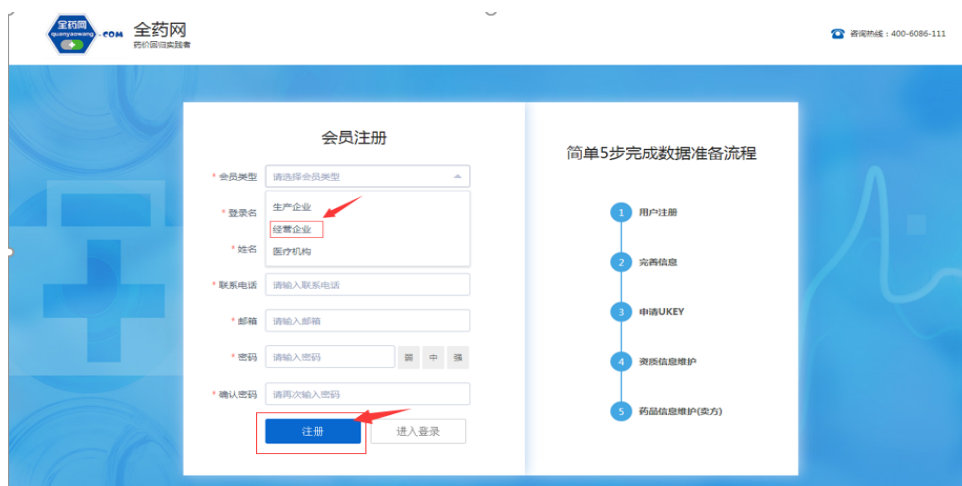 全药网
quanyaowang
.COM
全药网
药价回归实践者
咨询热线：400-6086-111
会员注册
* 会员类型 请选择会员类型
生产企业
* 登录名
经营企业
* 姓名
医疗机构
* 联系电话 请输入联系电话
* 邮箱 请输入邮箱
* 密码 请输入密码 弱 中 强
* 确认密码 请再次输入密码
注册 进入登录
简单5步完成数据准备流程
1 用户注册
2 完善信息
3 申请UKEY
4 资质信息维护
5 药品信息维护(卖方)